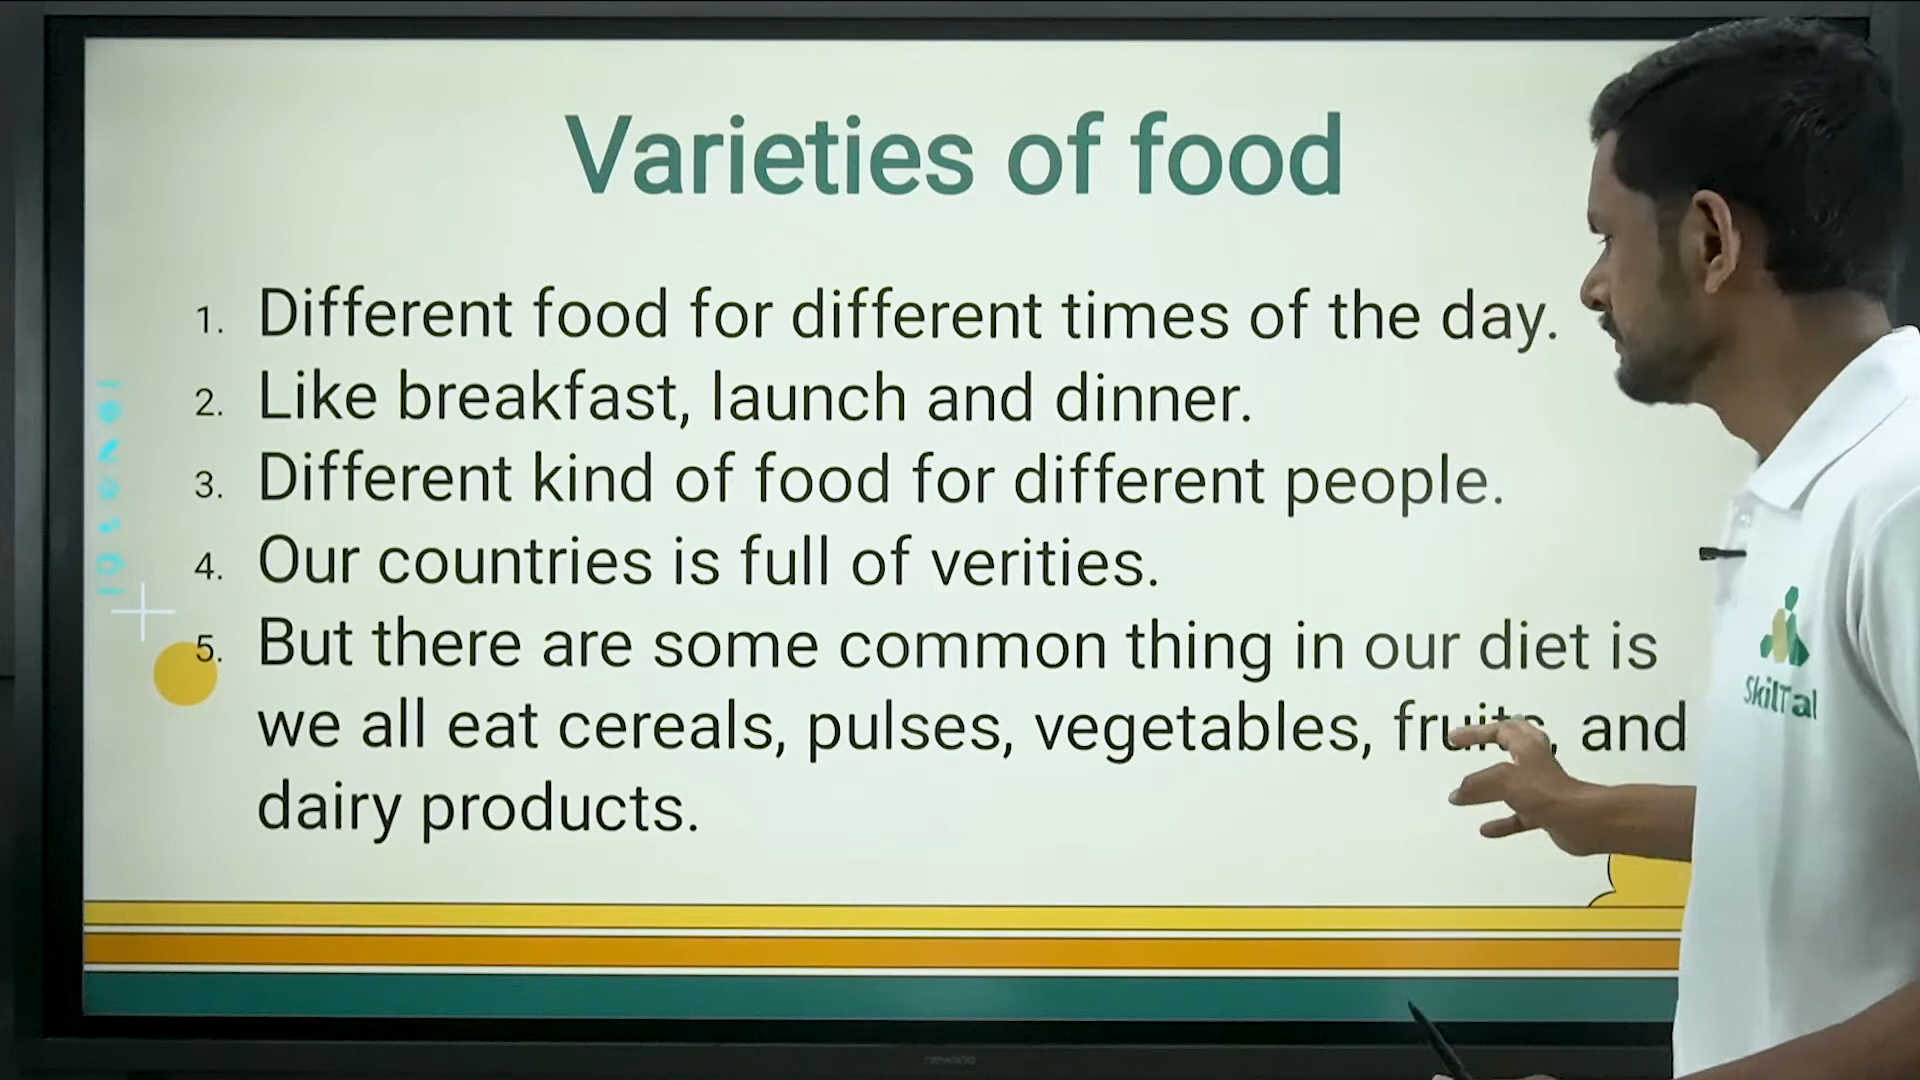 Varieties of food
1. Different food for different times of the day.
2. Like breakfast, launch and dinner.
3. Different kind of food for different people.
4. Our countries is full of verities.
5. But there are some common thing in our diet is
we all eat cereals, pulses, vegetables, fruits, and
dairy products.
newline